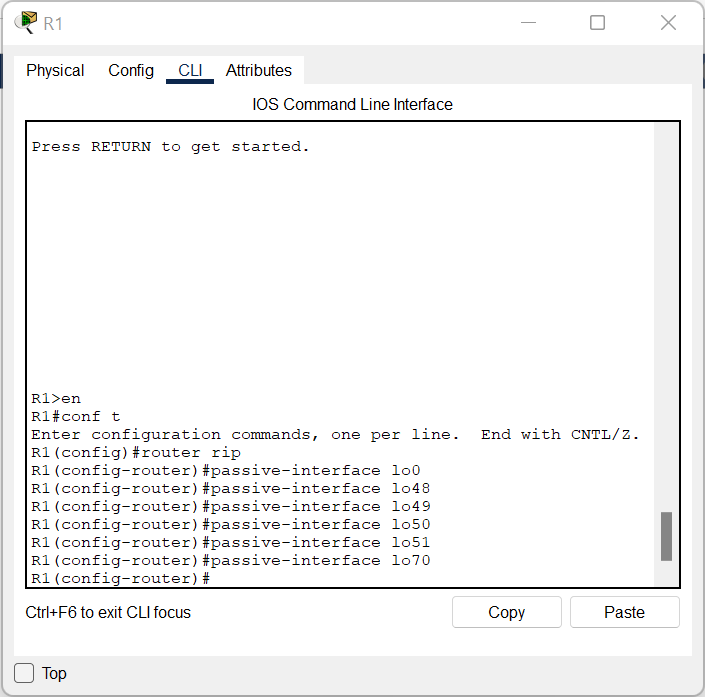 R1
Physical Config CLI Attributes
IOS Command Line Interface
Press RETURN to get started.
R1>en
R1#conf t
Enter configuration commands, one per line.  End with CNTL/Z.
R1(config)#router rip
R1(config-router)#passive-interface lo0
R1(config-router)#passive-interface lo48
R1(config-router)#passive-interface lo49
R1(config-router)#passive-interface lo50
R1(config-router)#passive-interface lo51
R1(config-router)#passive-interface lo70
R1(config-router)#
Ctrl+F6 to exit CLI focus Copy Paste
Top